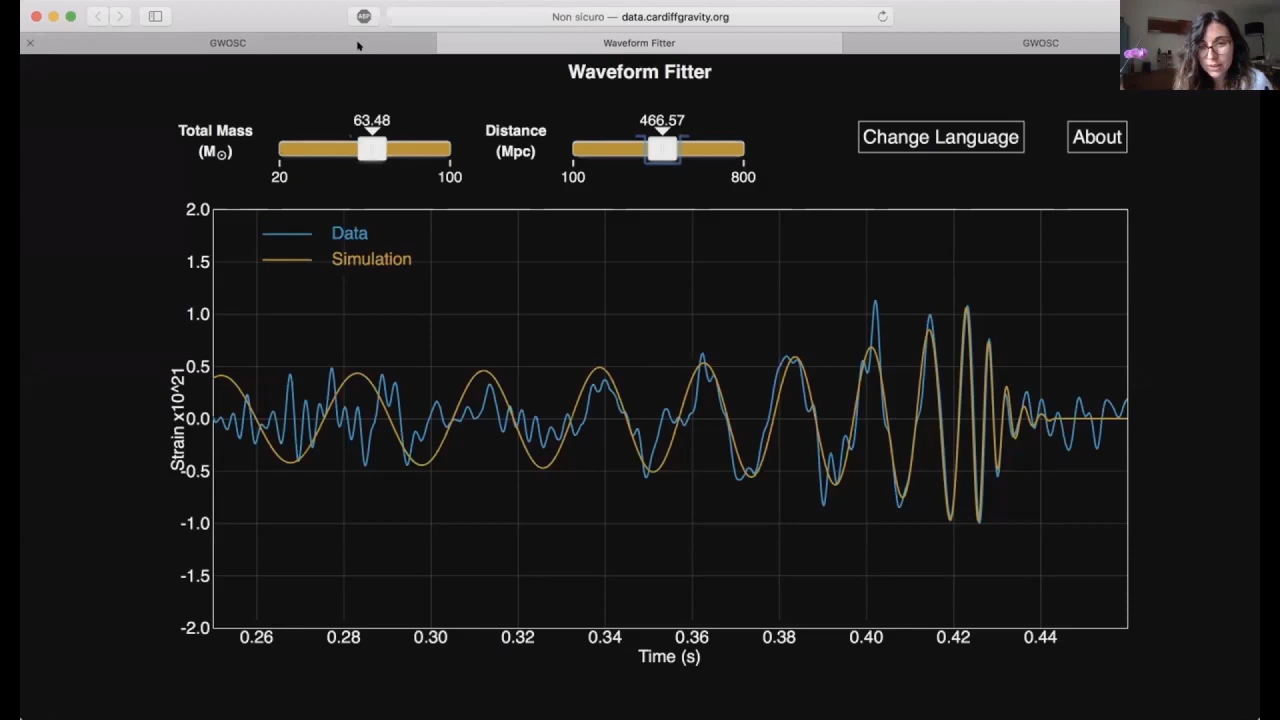 ABP
Non sicuro — data.cardiffgravity.org
GWOSC
Waveform Fitter
GWOSC
Waveform Fitter
Total Mass
(M⊙)
63.48
20
100
Distance
(Mpc)
466.57
100
800
Change Language
About
Data
Simulation
Strain x10^21
2.0
1.5
1.0
0.5
0.0
-0.5
-1.0
-1.5
-2.0
0.26 0.28 0.30 0.32 0.34 0.36 0.38 0.40 0.42 0.44
Time (s)